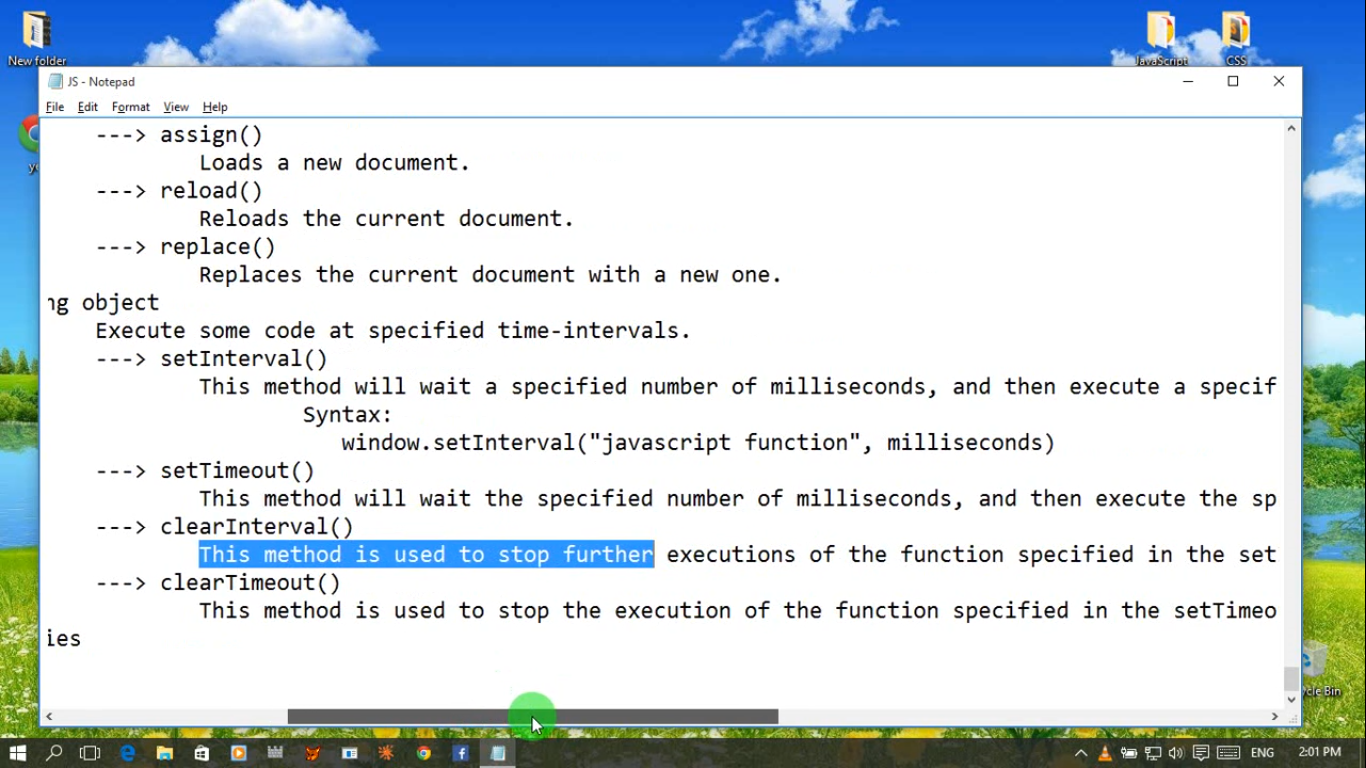 New folder
JavaScript
CSS
JS - Notepad
File Edit Format View Help
---> assign()
Loads a new document.
---> reload()
Reloads the current document.
---> replace()
Replaces the current document with a new one.
ng object
Execute some code at specified time-intervals.
---> setInterval()
This method will wait a specified number of milliseconds, and then execute a specif
Syntax:
window.setInterval("javascript function", milliseconds)
---> setTimeout()
This method will wait the specified number of milliseconds, and then execute the sp
---> clearInterval()
This method is used to stop further executions of the function specified in the set
---> clearTimeout()
This method is used to stop the execution of the function specified in the setTimeo
ies
cle Bin
ENG
2:01 PM